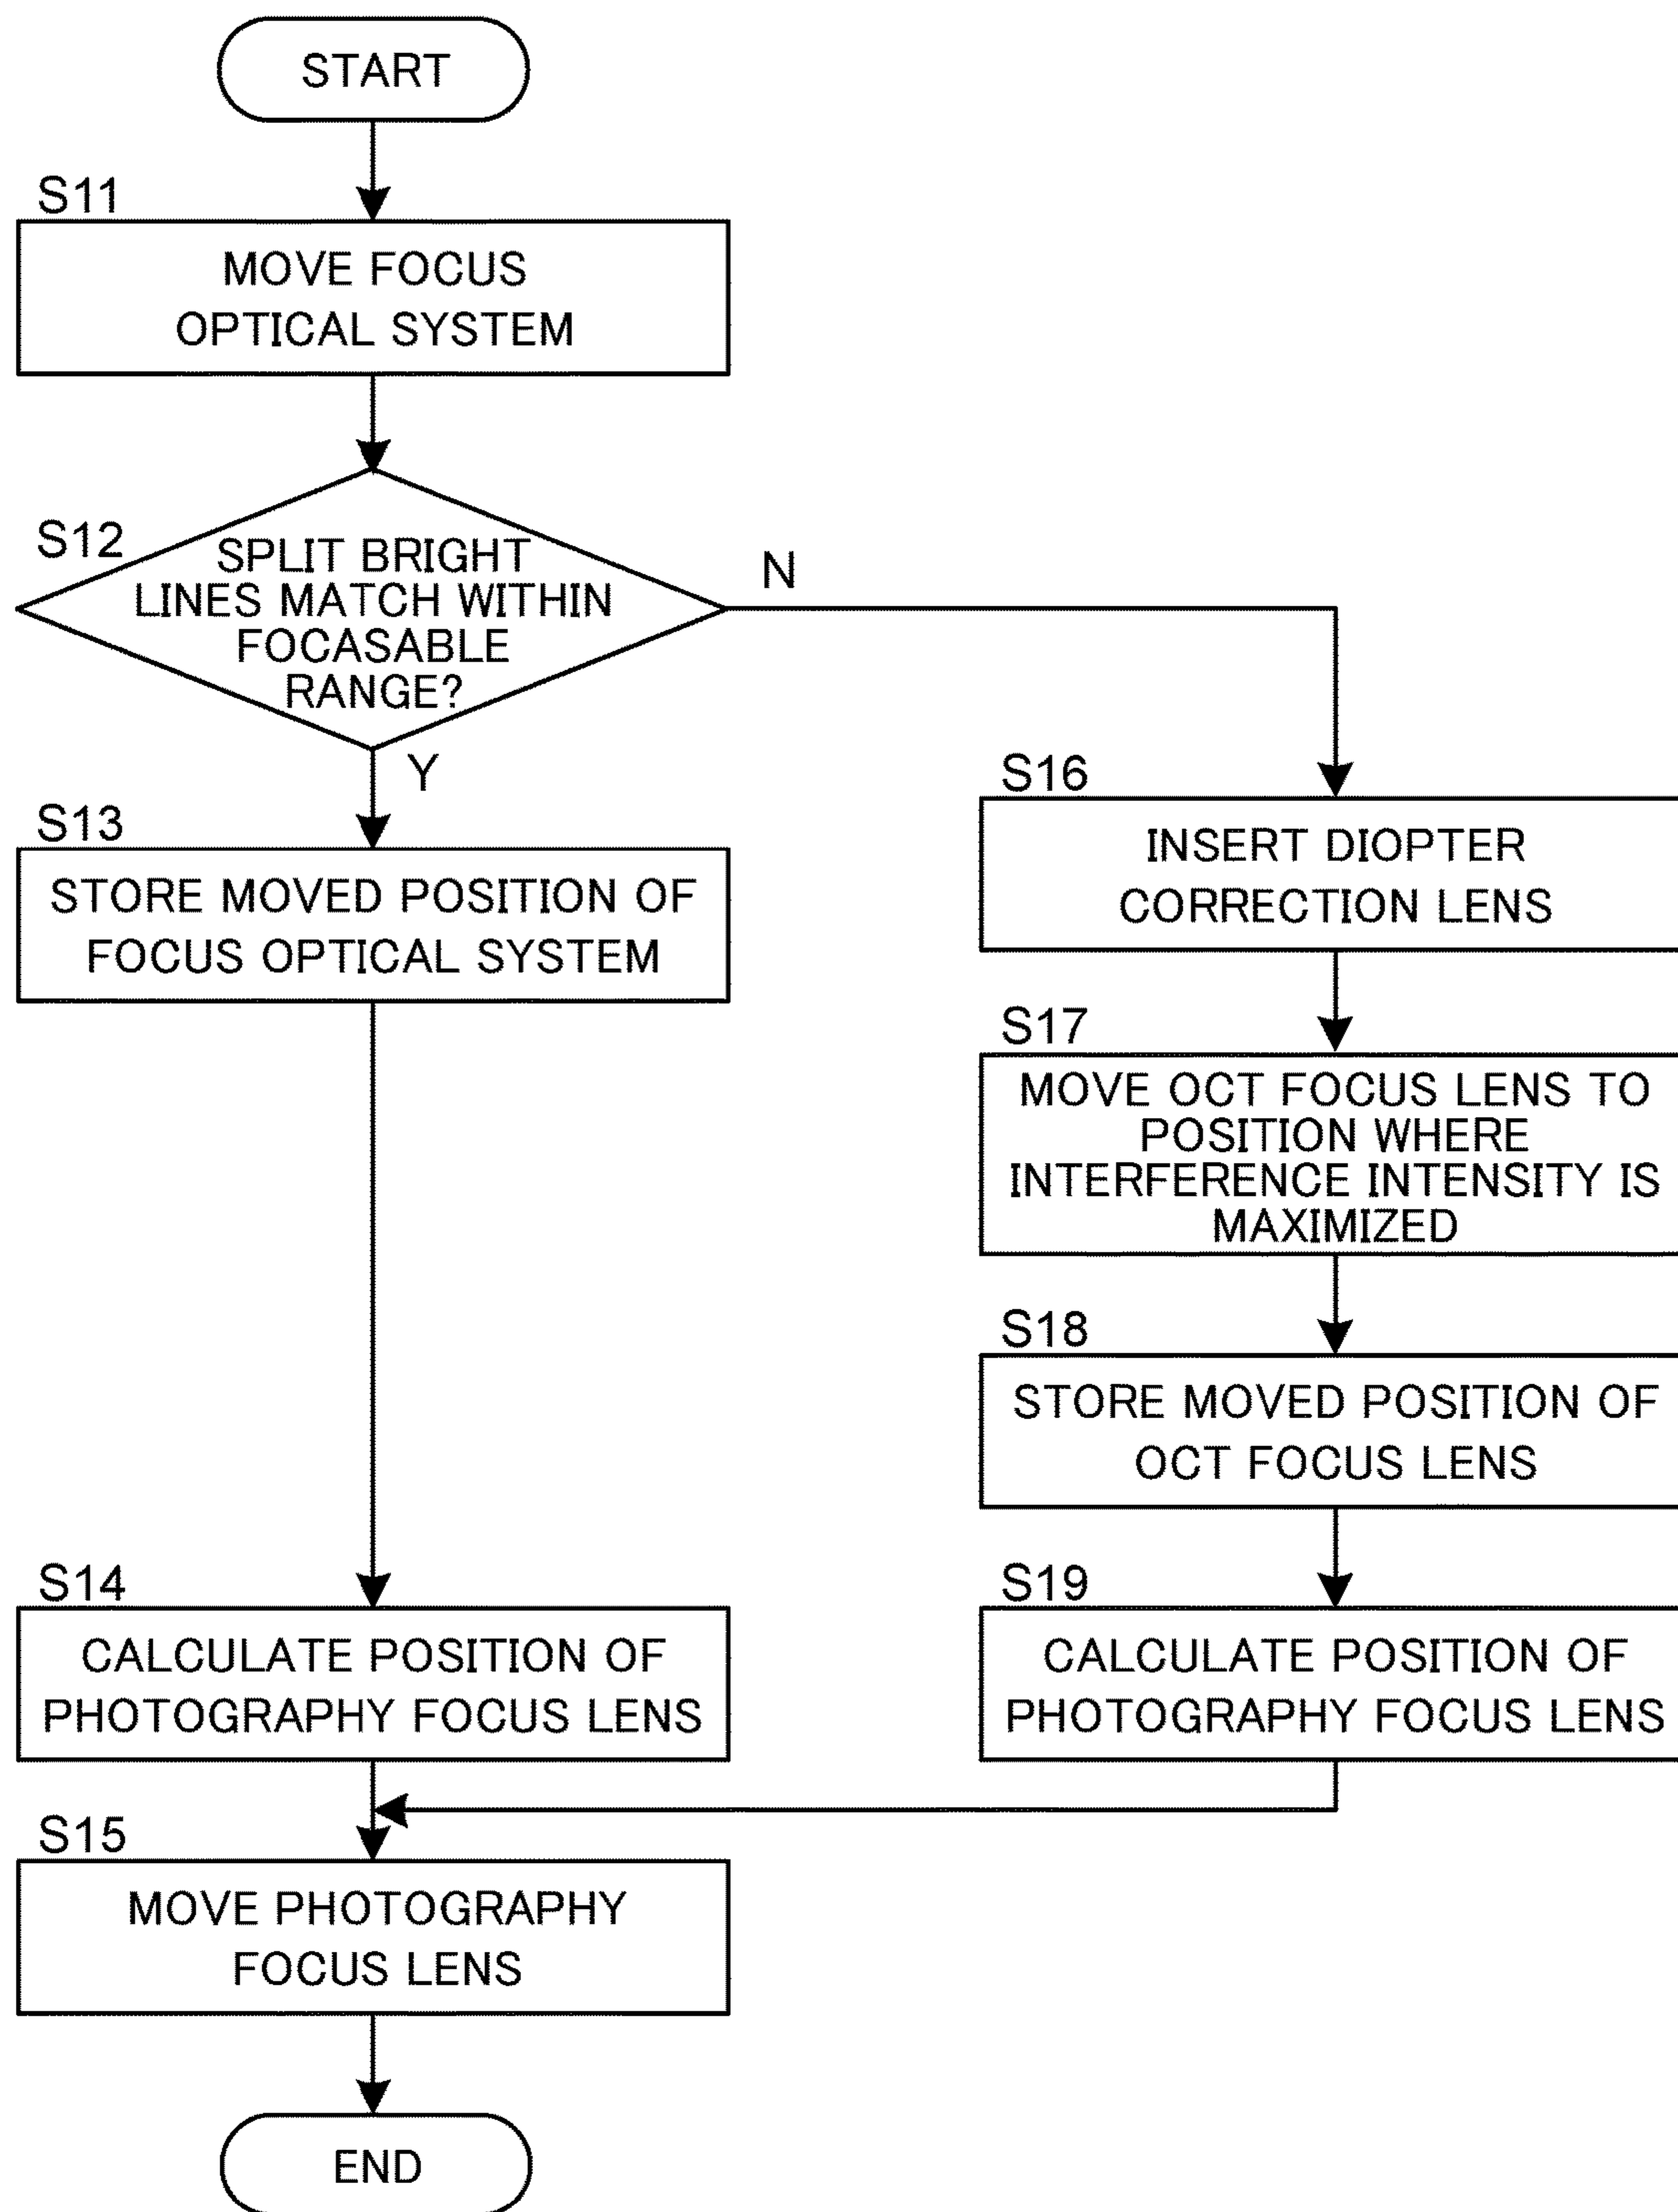 START
S11
MOVE FOCUS
OPTICAL SYSTEM
S12
SPLIT BRIGHT
LINES MATCH WITHIN
FOCASABLE
RANGE?
N
Y
S13
STORE MOVED POSITION OF
FOCUS OPTICAL SYSTEM
S16
INSERT DIOPTER
CORRECTION LENS
S17
MOVE OCT FOCUS LENS TO
POSITION WHERE
INTERFERENCE INTENSITY IS
MAXIMIZED
S18
STORE MOVED POSITION OF
OCT FOCUS LENS
S14
CALCULATE POSITION OF
PHOTOGRAPHY FOCUS LENS
S19
CALCULATE POSITION OF
PHOTOGRAPHY FOCUS LENS
S15
MOVE PHOTOGRAPHY
FOCUS LENS
END